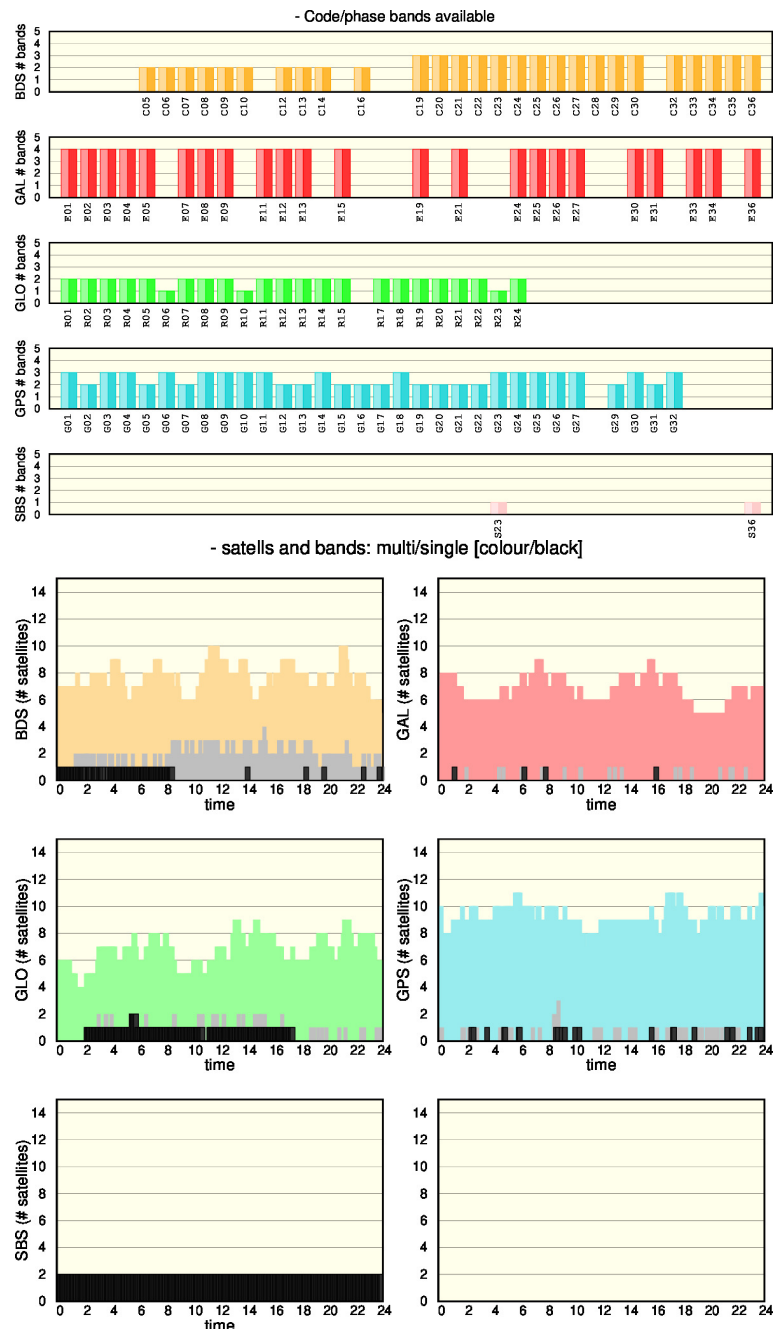 - Code/phase bands available
BDS # bands
5
4
3
2
1
0
C05 C06 C07 C08 C09 C10 C12 C13 C14 C16 C19 C20 C21 C22 C23 C24 C25 C26 C27 C28 C29 C30 C32 C33 C34 C35 C36
GAL # bands
5
4
3
2
1
0
E01 E02 E03 E04 E05 E07 E08 E09 E11 E12 E13 E15 E19 E21 E24 E25 E26 E27 E30 E31 E33 E34 E36
GLO # bands
5
4
3
2
1
0
R01 R02 R03 R04 R05 R06 R07 R08 R09 R10 R11 R12 R13 R14 R15 R17 R18 R19 R20 R21 R22 R23 R24
GPS # bands
5
4
3
2
1
0
G01 G02 G03 G04 G05 G06 G07 G08 G09 G10 G11 G12 G13 G14 G15 G16 G17 G18 G19 G20 G21 G22 G23 G24 G25 G26 G27 G29 G30 G31 G32
SBS # bands
5
4
3
2
1
0
S23 S36
- satells and bands: multi/single [colour/black]
BDS (# satellites)
14
12
10
8
6
4
2
0
0 2 4 6 8 10 12 14 16 18 20 22 24
time
GAL (# satellites)
14
12
10
8
6
4
2
0
0 2 4 6 8 10 12 14 16 18 20 22 24
time
GLO (# satellites)
14
12
10
8
6
4
2
0
0 2 4 6 8 10 12 14 16 18 20 22 24
time
GPS (# satellites)
14
12
10
8
6
4
2
0
0 2 4 6 8 10 12 14 16 18 20 22 24
time
SBS (# satellites)
14
12
10
8
6
4
2
0
0 2 4 6 8 10 12 14 16 18 20 22 24
time
14
12
10
8
6
4
2
0
0 2 4 6 8 10 12 14 16 18 20 22 24